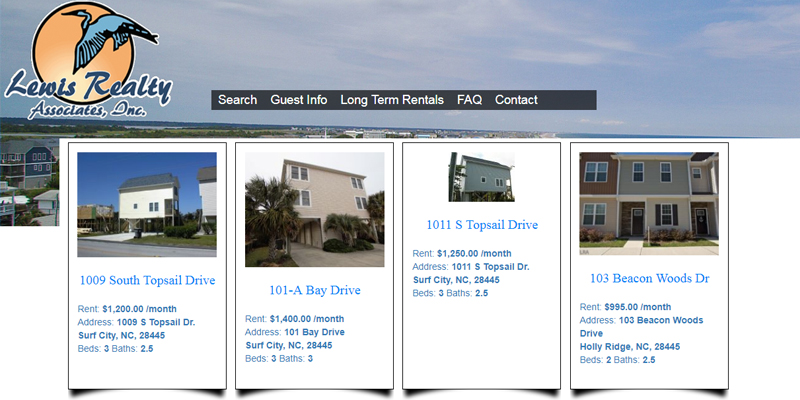 Lewis Realty
Associates, Inc.
Search Guest Info Long Term Rentals FAQ Contact
1009 South Topsail Drive
Rent: $1,200.00 /month
Address: 1009 S Topsail Dr.
Surf City, NC, 28445
Beds: 3 Baths: 2.5
101-A Bay Drive
Rent: $1,400.00 /month
Address: 101 Bay Drive
Surf City, NC, 28445
Beds: 3 Baths: 3
1011 S Topsail Drive
Rent: $1,250.00 /month
Address: 1011 S Topsail Dr.
Surf City, NC, 28445
Beds: 3 Baths: 2.5
103 Beacon Woods Dr
Rent: $995.00 /month
Address: 103 Beacon Woods
Drive
Holly Ridge, NC, 28445
Beds: 2 Baths: 2.5